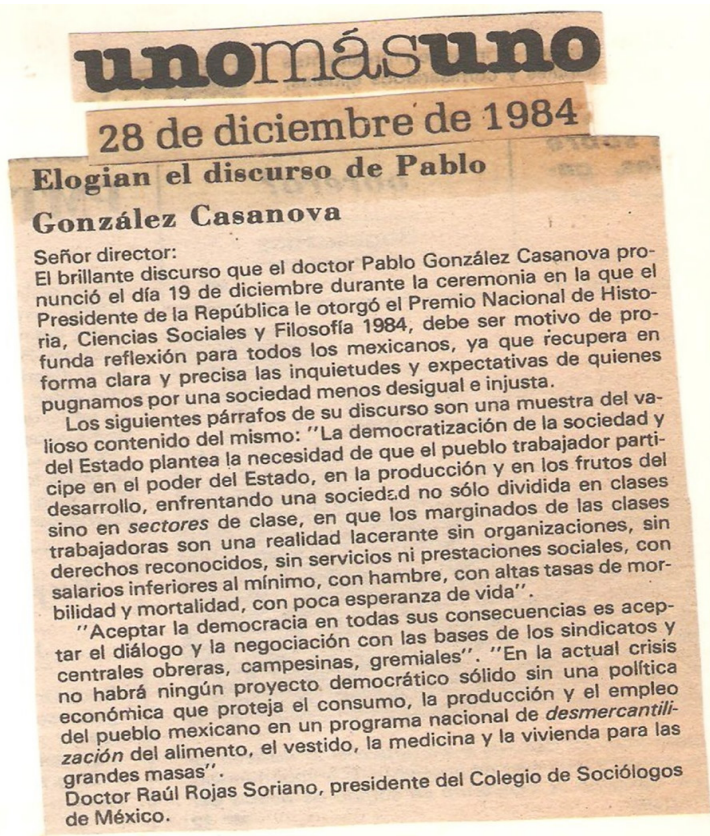 unomásuno
28 de diciembre de 1984
Elogian el discurso de Pablo
González Casanova
Señor director:
El brillante discurso que el doctor Pablo González Casanova pro-
nunció el día 19 de diciembre durante la ceremonia en la que el
Presidente de la República le otorgó el Premio Nacional de Histo-
ria, Ciencias Sociales y Filosofía 1984, debe ser motivo de pro-
funda reflexión para todos los mexicanos, ya que recupera en
forma clara y precisa las inquietudes y expectativas de quienes
pugnamos por una sociedad menos desigual e injusta.
Los siguientes párrafos de su discurso son una muestra del va-
lioso contenido del mismo: "La democratización de la sociedad y
del Estado plantea la necesidad de que el pueblo trabajador parti-
cipe en el poder del Estado, en la producción y en los frutos del
desarrollo, enfrentando una sociedad no sólo dividida en clases
sino en sectores de clase, en que los marginados de las clases
trabajadoras son una realidad lacerante sin organizaciones, sin
derechos reconocidos, sin servicios ni prestaciones sociales, con
salarios inferiores al mínimo, con hambre, con altas tasas de mor-
bilidad y mortalidad, con poca esperanza de vida".
"Aceptar la democracia en todas sus consecuencias es acep-
tar el diálogo y la negociación con las bases de los sindicatos y
centrales obreras, campesinas, gremiales". "En la actual crisis
no habrá ningún proyecto democrático sólido sin una política
económica que proteja el consumo, la producción y el empleo
del pueblo mexicano en un programa nacional de desmercantili-
zación del alimento, el vestido, la medicina y la vivienda para las
grandes masas".
Doctor Raúl Rojas Soriano, presidente del Colegio de Sociólogos
de México.